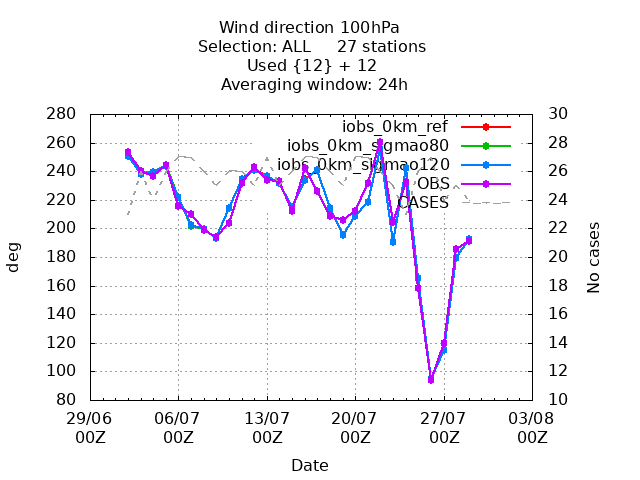 Wind direction 100hPa
Selection: ALL 27 stations
Used {12} + 12
Averaging window: 24h
280 30
iobs_0km_ref
260 28
iobs_0km_sigmao80
240 26
iobs_0km_sigmao120
OBS
220 24
CASES
200 22
180 20
160 18
140 16
120 14
100 12
80 10
deg
No cases
29/06 06/07 13/07 20/07 27/07 03/08
00Z 00Z 00Z 00Z 00Z 00Z
Date